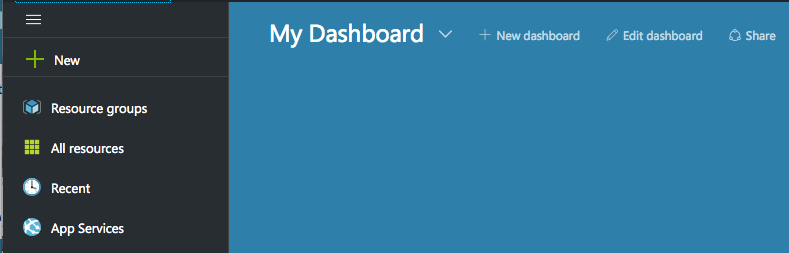 My Dashboard
New dashboard
Edit dashboard
Share
New
Resource groups
All resources
Recent
App Services